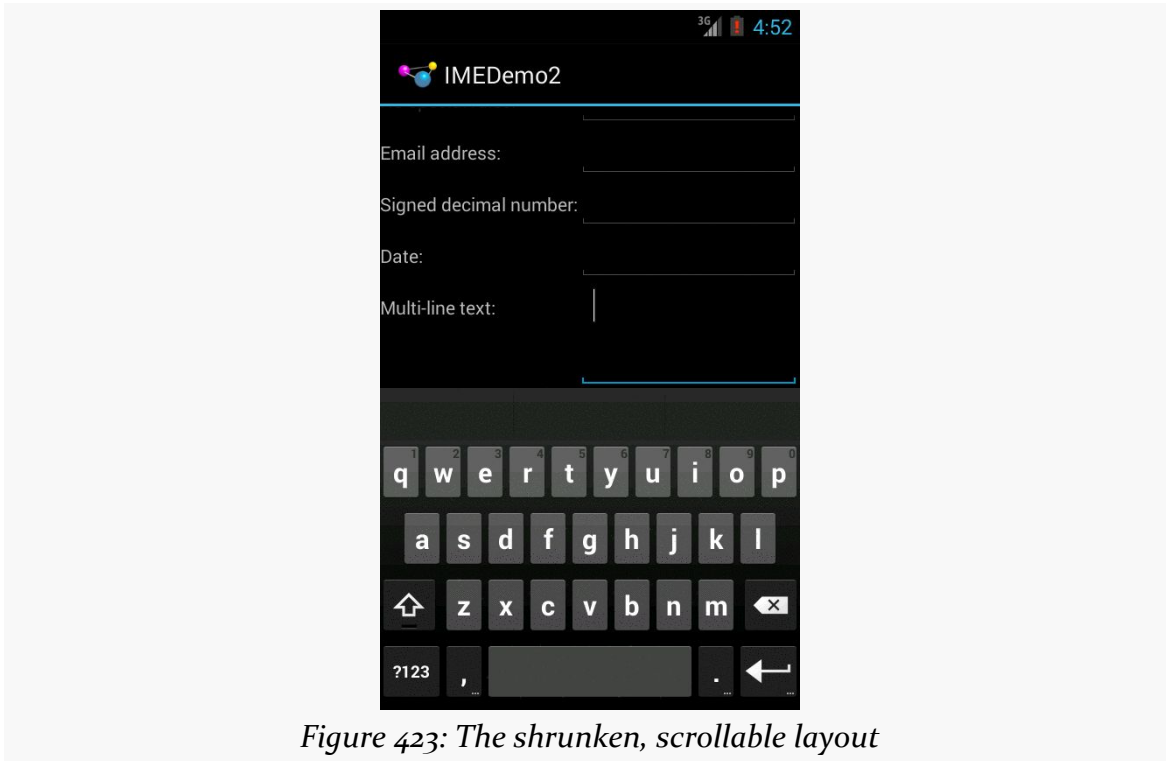 3G 4:52
IMEDemo2
Email address:
Signed decimal number:
Date:
Multi-line text:
1 2 3 4 5 6 7 8 9 0
q w e r t y u i o p
a s d f g h j k l
z x c v b n m
?123 , ... . ... ...
Figure 423: The shrunken, scrollable layout